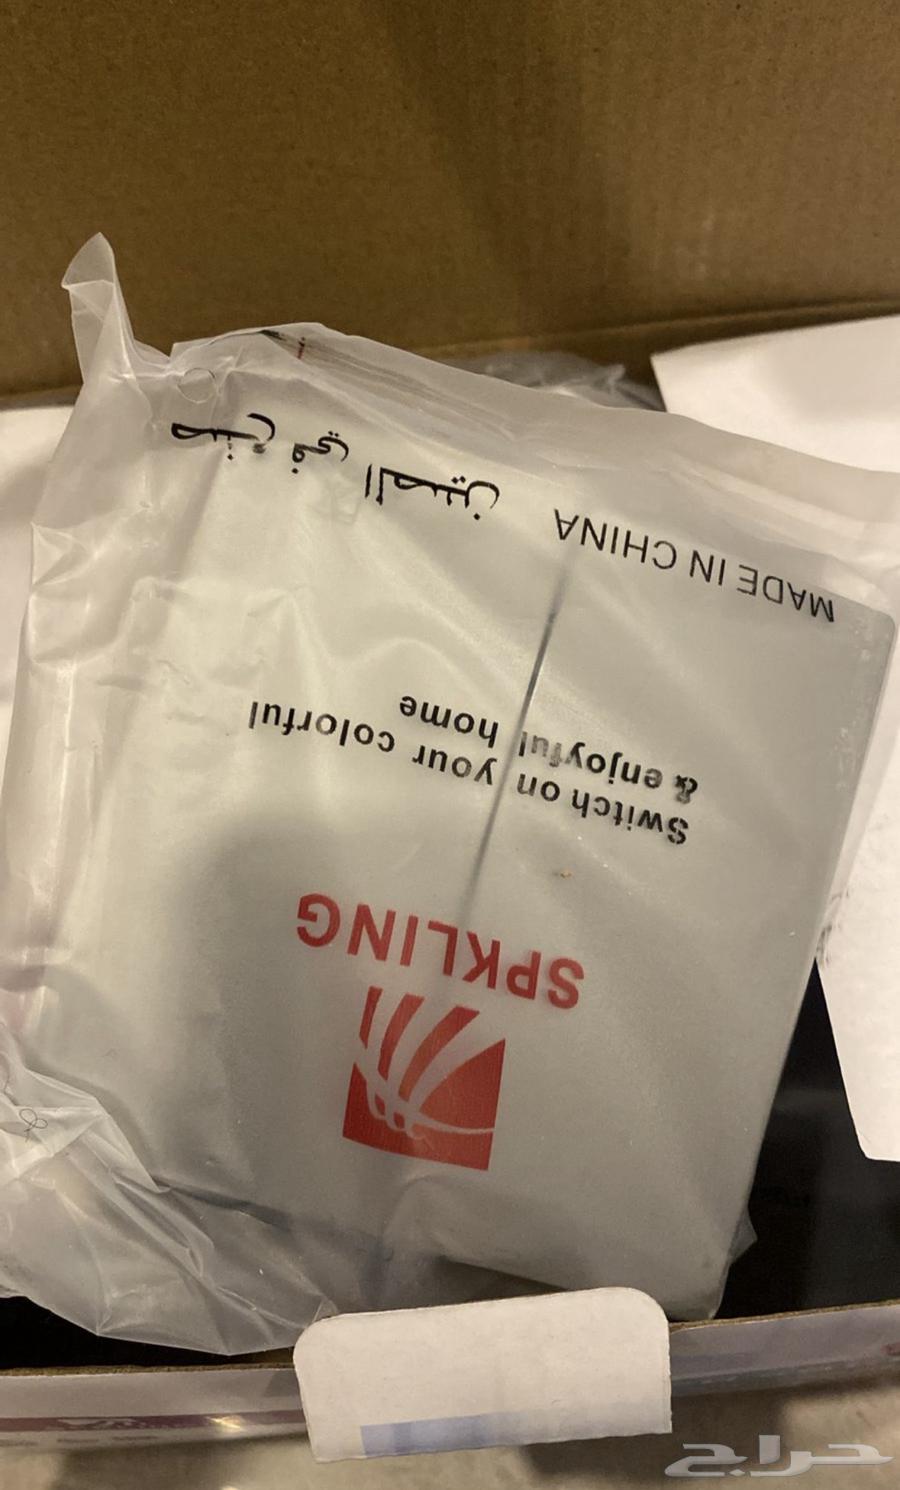 SPKLING
Switch on your colorful
& enjoyful home
MADE IN CHINA
صنع في الصين
حراج